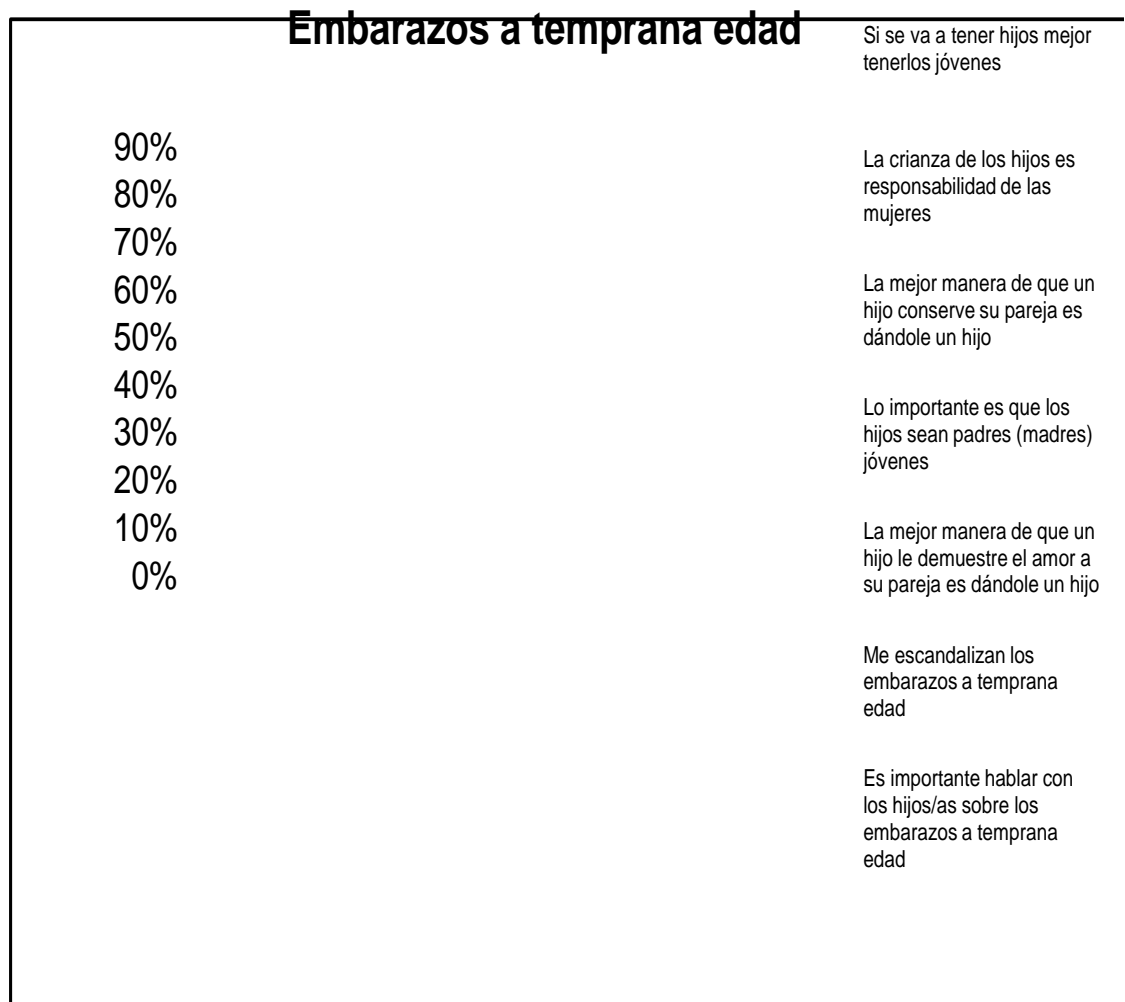 Embarazos a temprana edad
90%
80%
70%
60%
50%
40%
30%
20%
10%
0%
Si se va a tener hijos mejor
tenerlos jóvenes
La crianza de los hijos es
responsabilidad de las
mujeres
La mejor manera de que un
hijo conserve su pareja es
dándole un hijo
Lo importante es que los
hijos sean padres (madres)
jóvenes
La mejor manera de que un
hijo le demuestre el amor a
su pareja es dándole un hijo
Me escandalizan los
embarazos a temprana
edad
Es importante hablar con
los hijos/as sobre los
embarazos a temprana
edad